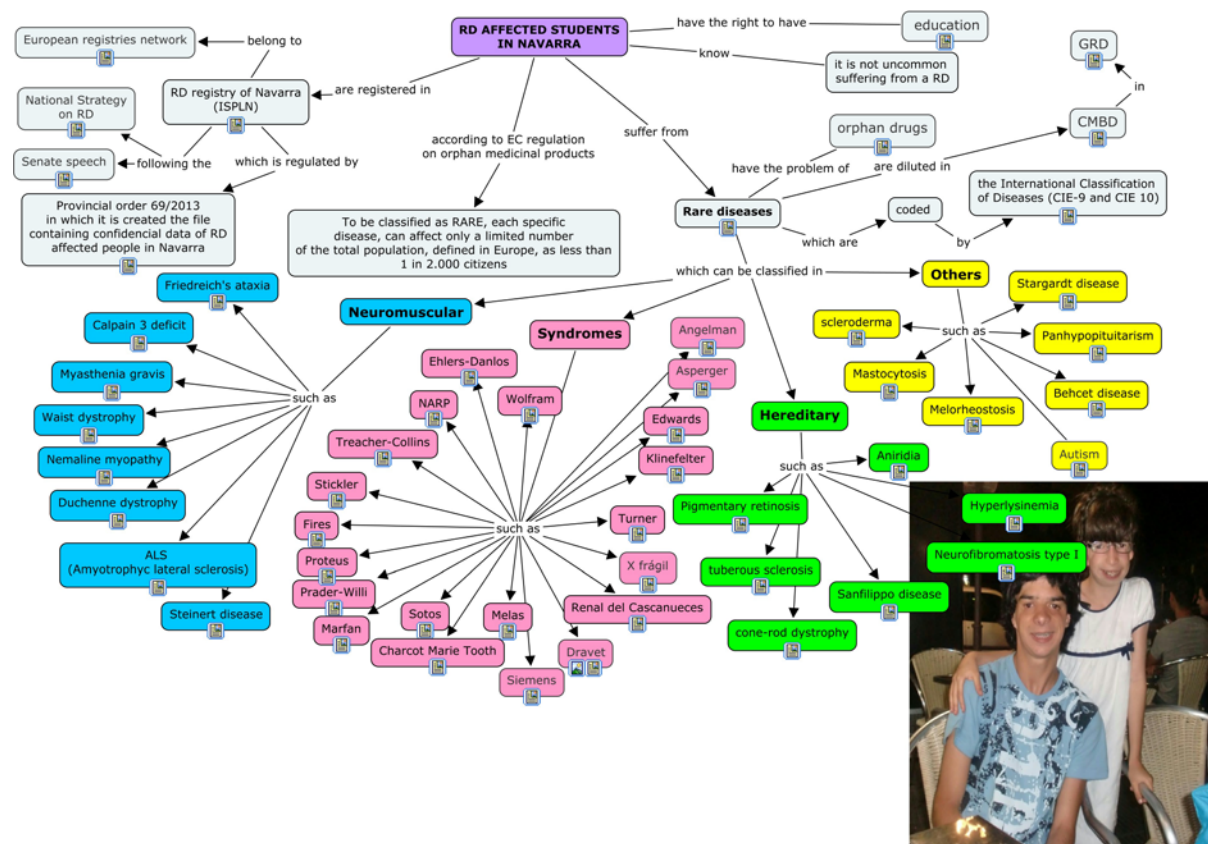 RD AFFECTED STUDENTS
IN NAVARRA
have the right to have
education
know
it is not uncommon
suffering from a RD
GRD
in
CMBD
European registries network
belong to
RD registry of Navarra
(ISPLN)
are registered in
National Strategy
on RD
Senate speech
following the
which is regulated by
Provincial order 69/2013
in which it is created the file
containing confidencial data of RD
affected people in Navarra
according to EC regulation
on orphan medicinal products
To be classified as RARE, each specific
disease, can affect only a limited number
of the total population, defined in Europe, as less than
1 in 2.000 citizens
suffer from
orphan drugs
have the problem of
are diluted in
Rare diseases
which are
coded
by
the International Classification
of Diseases (CIE-9 and CIE 10)
which can be classified in
Neuromuscular
such as
Friedreich's ataxia
Calpain 3 deficit
Myasthenia gravis
Waist dystrophy
Nemaline myopathy
Duchenne dystrophy
ALS
(Amyotrophyc lateral sclerosis)
Steinert disease
Syndromes
such as
Angelman
Asperger
Ehlers-Danlos
Wolfram
NARP
Edwards
Treacher-Collins
Klinefelter
Stickler
Fires
Turner
Proteus
X frágil
Prader-Willi
Renal del Cascanueces
Marfan
Sotos
Melas
Charcot Marie Tooth
Dravet
Siemens
Hereditary
such as
Aniridia
Pigmentary retinosis
Hyperlysinemia
Neurofibromatosis type I
tuberous sclerosis
Sanfilippo disease
cone-rod dystrophy
Others
such as
Stargardt disease
scleroderma
Panhypopituitarism
Mastocytosis
Behcet disease
Melorheostosis
Autism